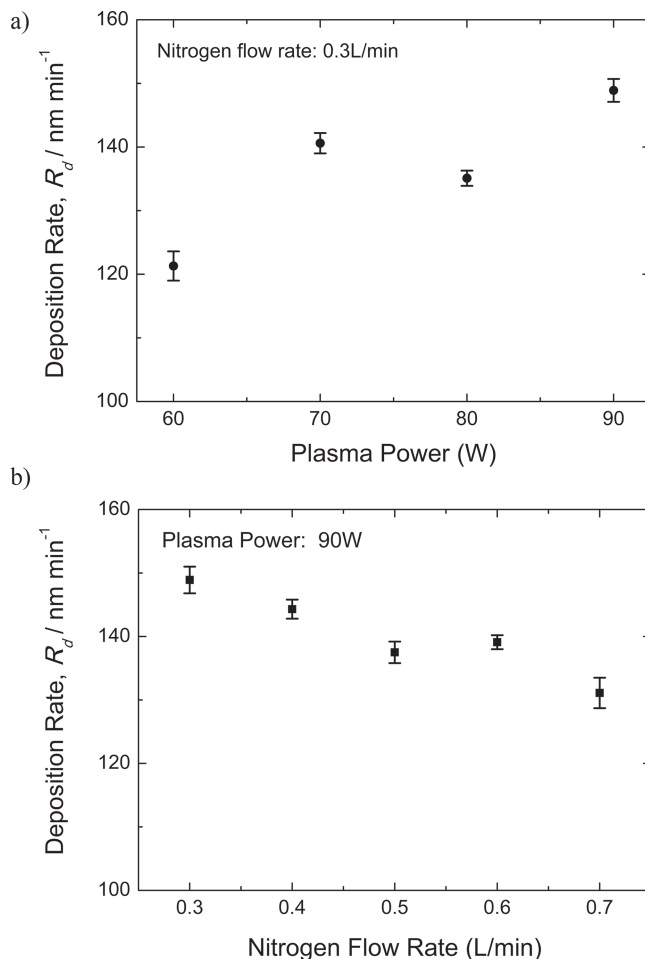 a)
Nitrogen flow rate: 0.3L/min
Deposition Rate, R_d / nm min⁻¹
160
140
120
100
60 70 80 90
Plasma Power (W)
b)
Plasma Power: 90W
Deposition Rate, R_d / nm min⁻¹
160
140
120
100
0.3 0.4 0.5 0.6 0.7
Nitrogen Flow Rate (L/min)